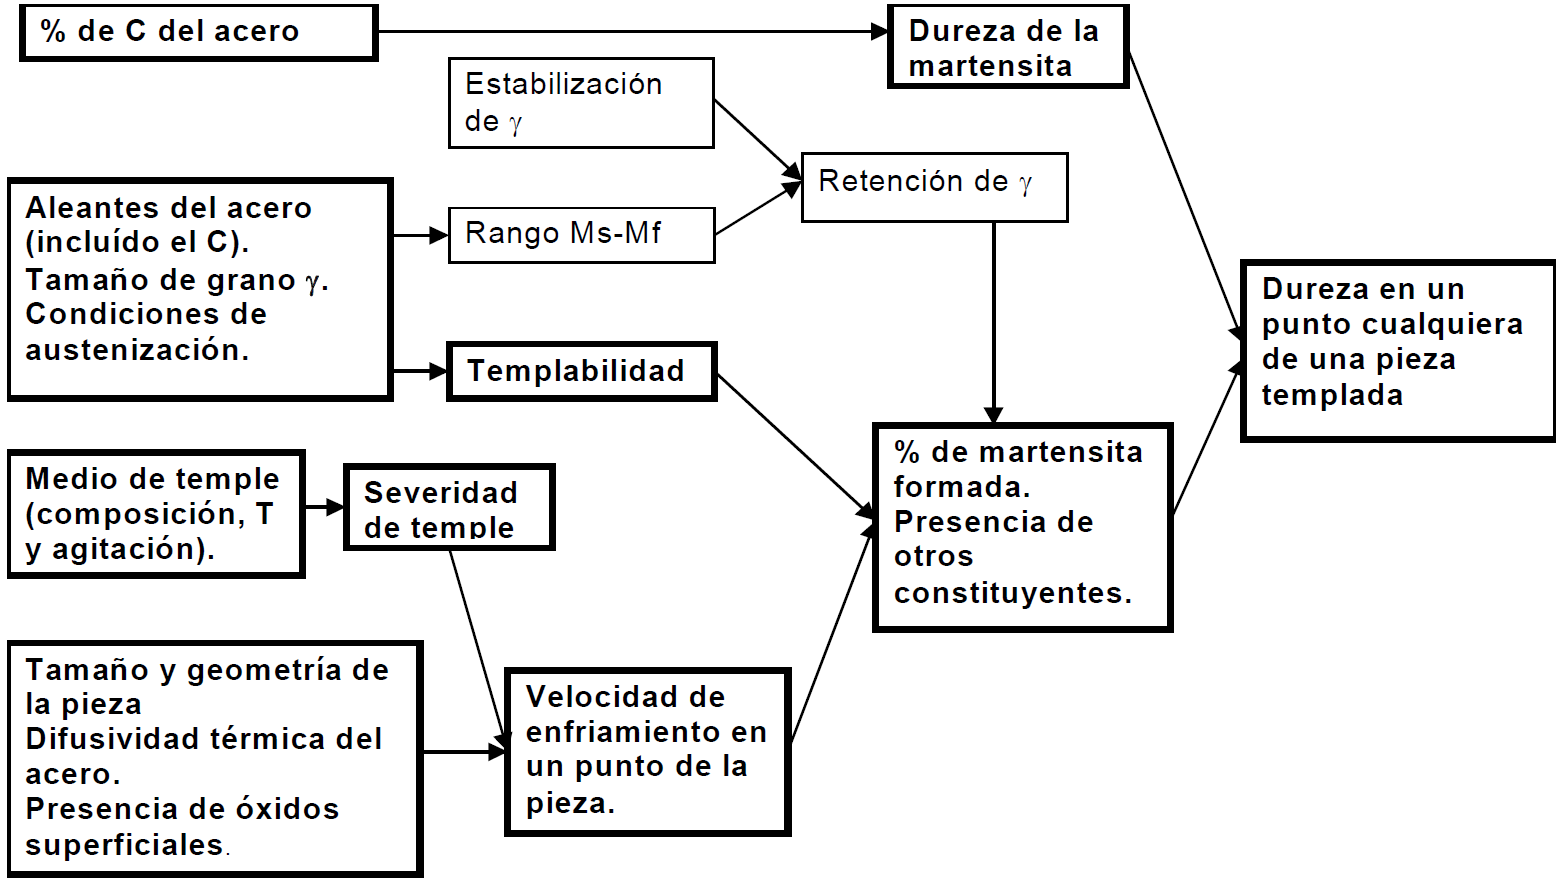 % de C del acero
Dureza de la
martensita
Estabilización
de γ
Retención de γ
Aleantes del acero
(incluído el C).
Tamaño de grano γ.
Condiciones de
austenización.
Rango Ms-Mf
Templabilidad
Dureza en un
punto cualquiera
de una pieza
templada
Medio de temple
(composición, T
y agitación).
Severidad
de temple
% de martensita
formada.
Presencia de
otros
constituyentes.
Tamaño y geometría de
la pieza
Difusividad térmica del
acero.
Presencia de óxidos
superficiales.
Velocidad de
enfriamiento en
un punto de la
pieza.